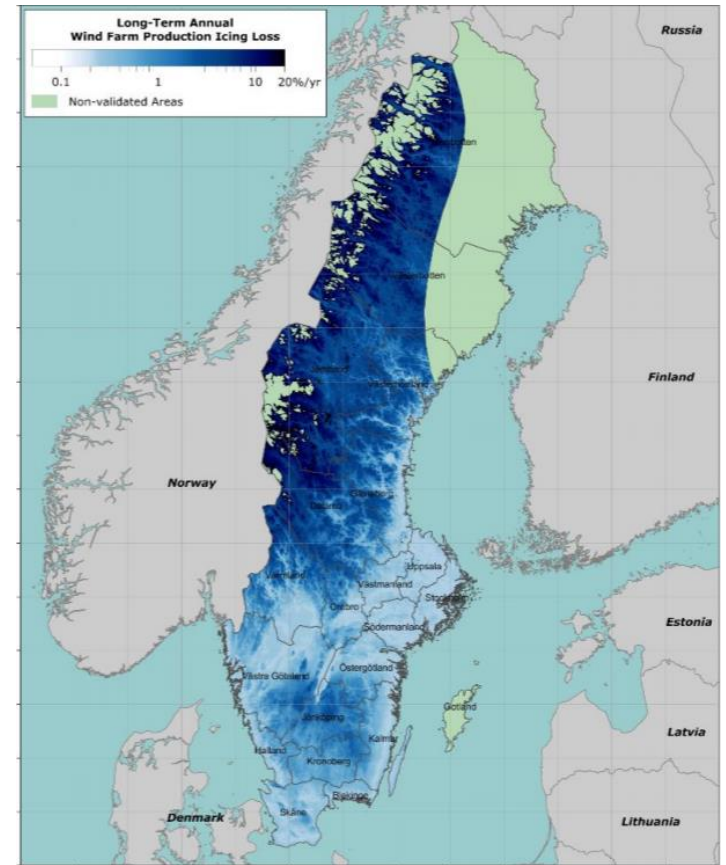 Long-Term Annual
Wind Farm Production Icing Loss
0.1 1 10 20%/yr
Non-validated Areas
Russia
Finland
Norway
Jämtland
Västernorrland
Gävleborg
Dalarna
Värmland
Uppsala
Västmanland
Örebro
Stockholm
Södermanland
Estonia
Östergötland
Västra Götaland
Gotland
Jönköping
Latvia
Kalmar
Halland
Kronoberg
Blekinge
Skåne
Denmark
Lithuania